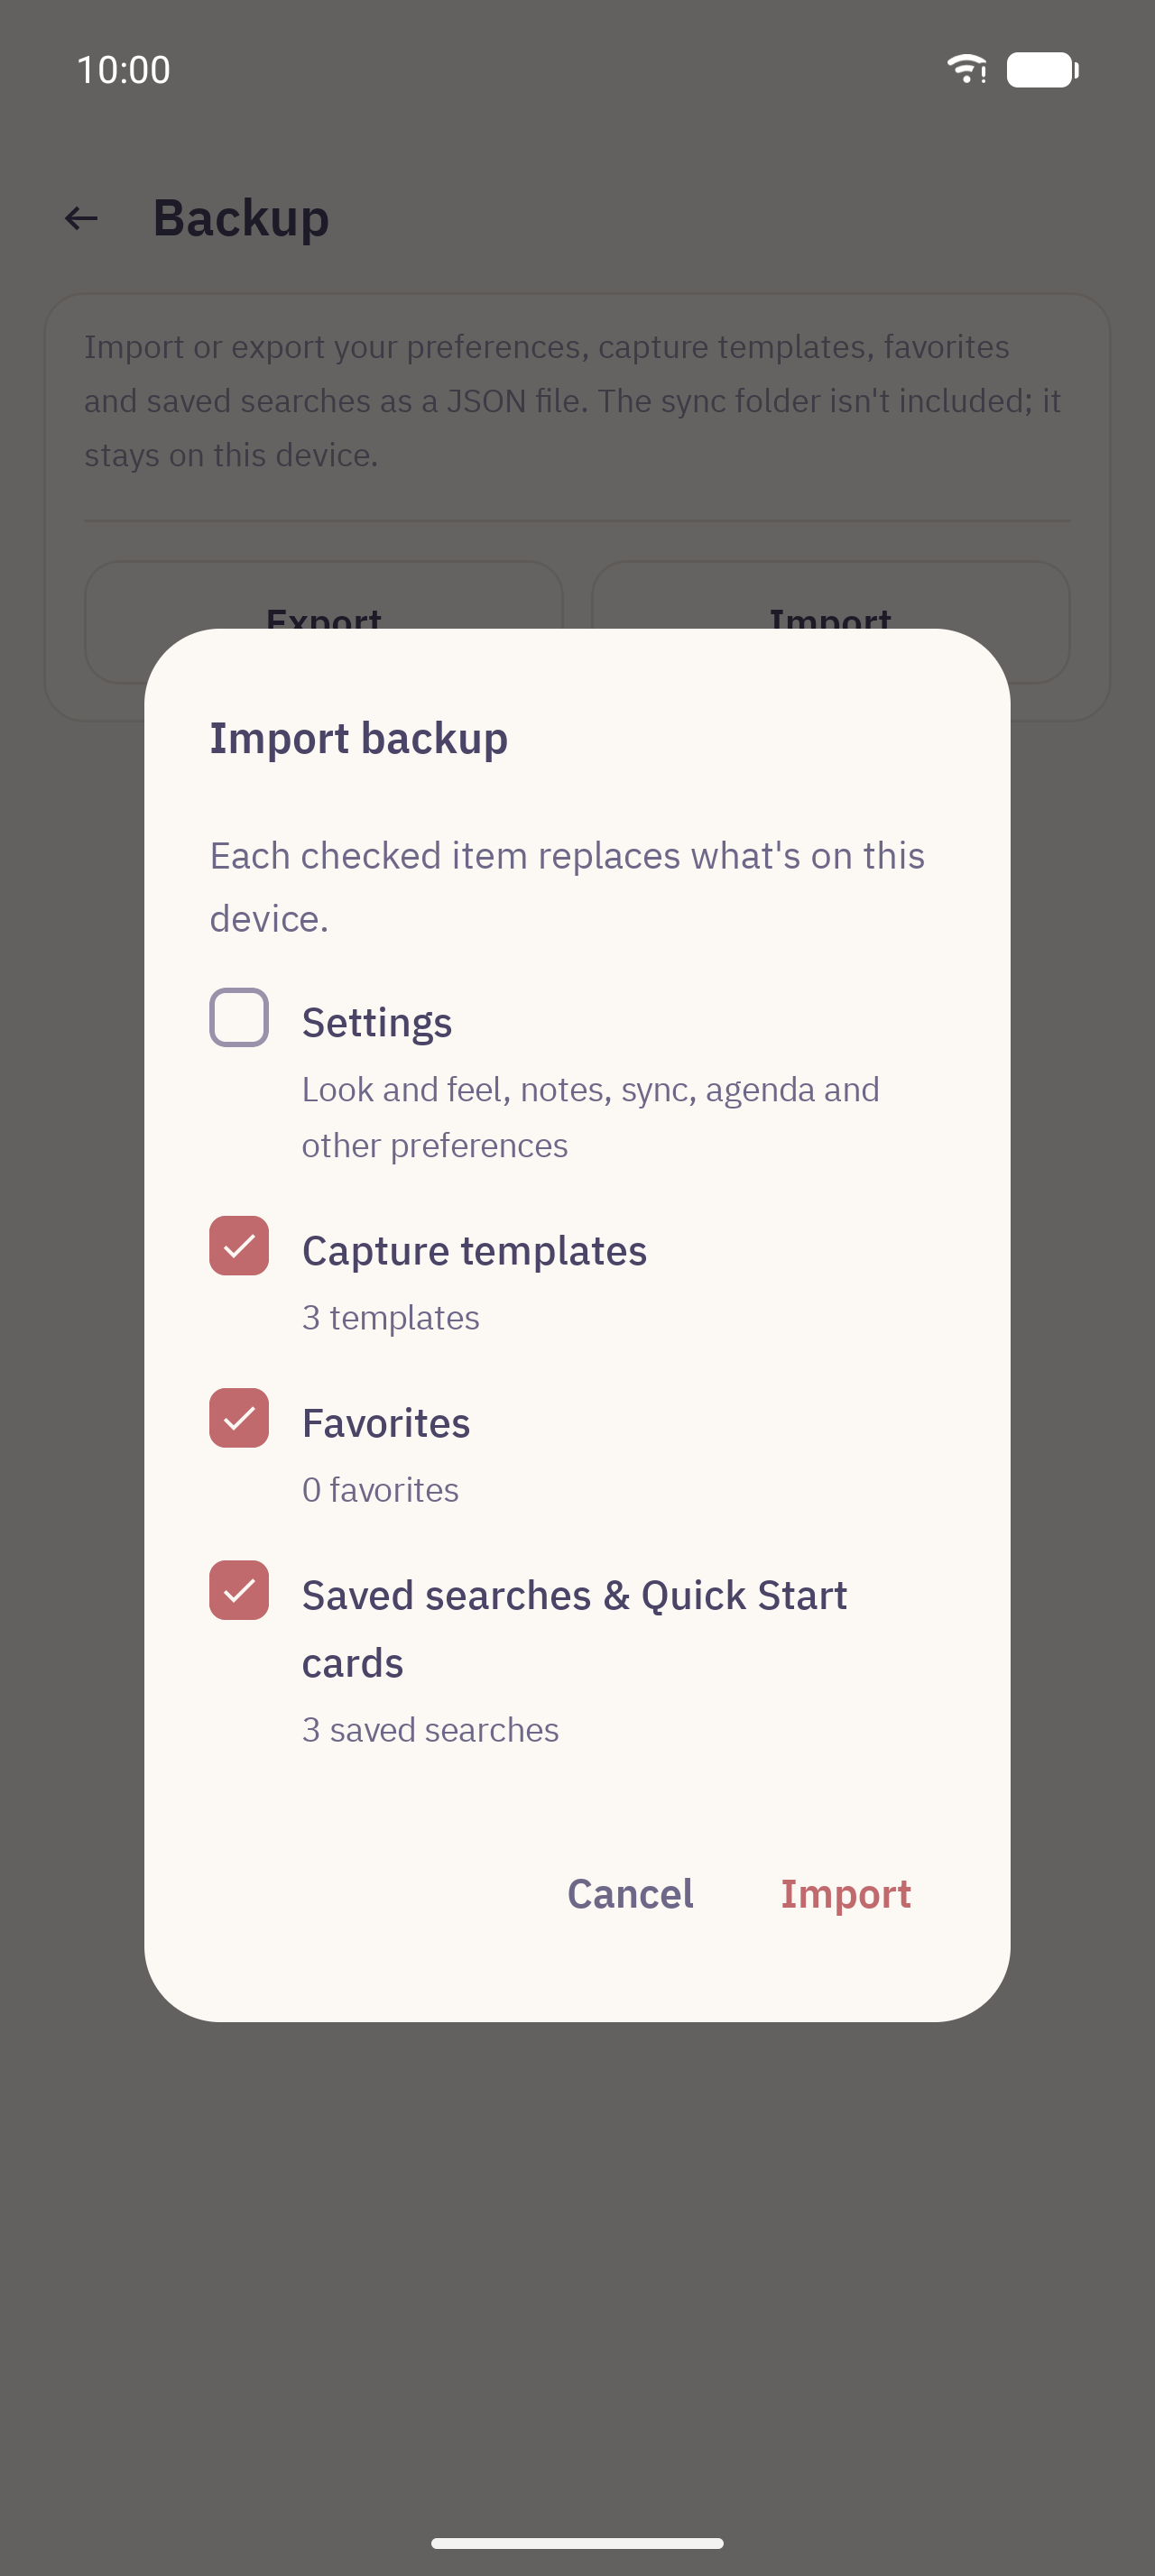 10:00
Backup
Import or export your preferences, capture templates, favorites
and saved searches as a JSON file. The sync folder isn't included; it
stays on this device.
Export
Import
Import backup
Each checked item replaces what's on this
device.
Settings
Look and feel, notes, sync, agenda and
other preferences
Capture templates
3 templates
Favorites
0 favorites
Saved searches & Quick Start
cards
3 saved searches
Cancel
Import